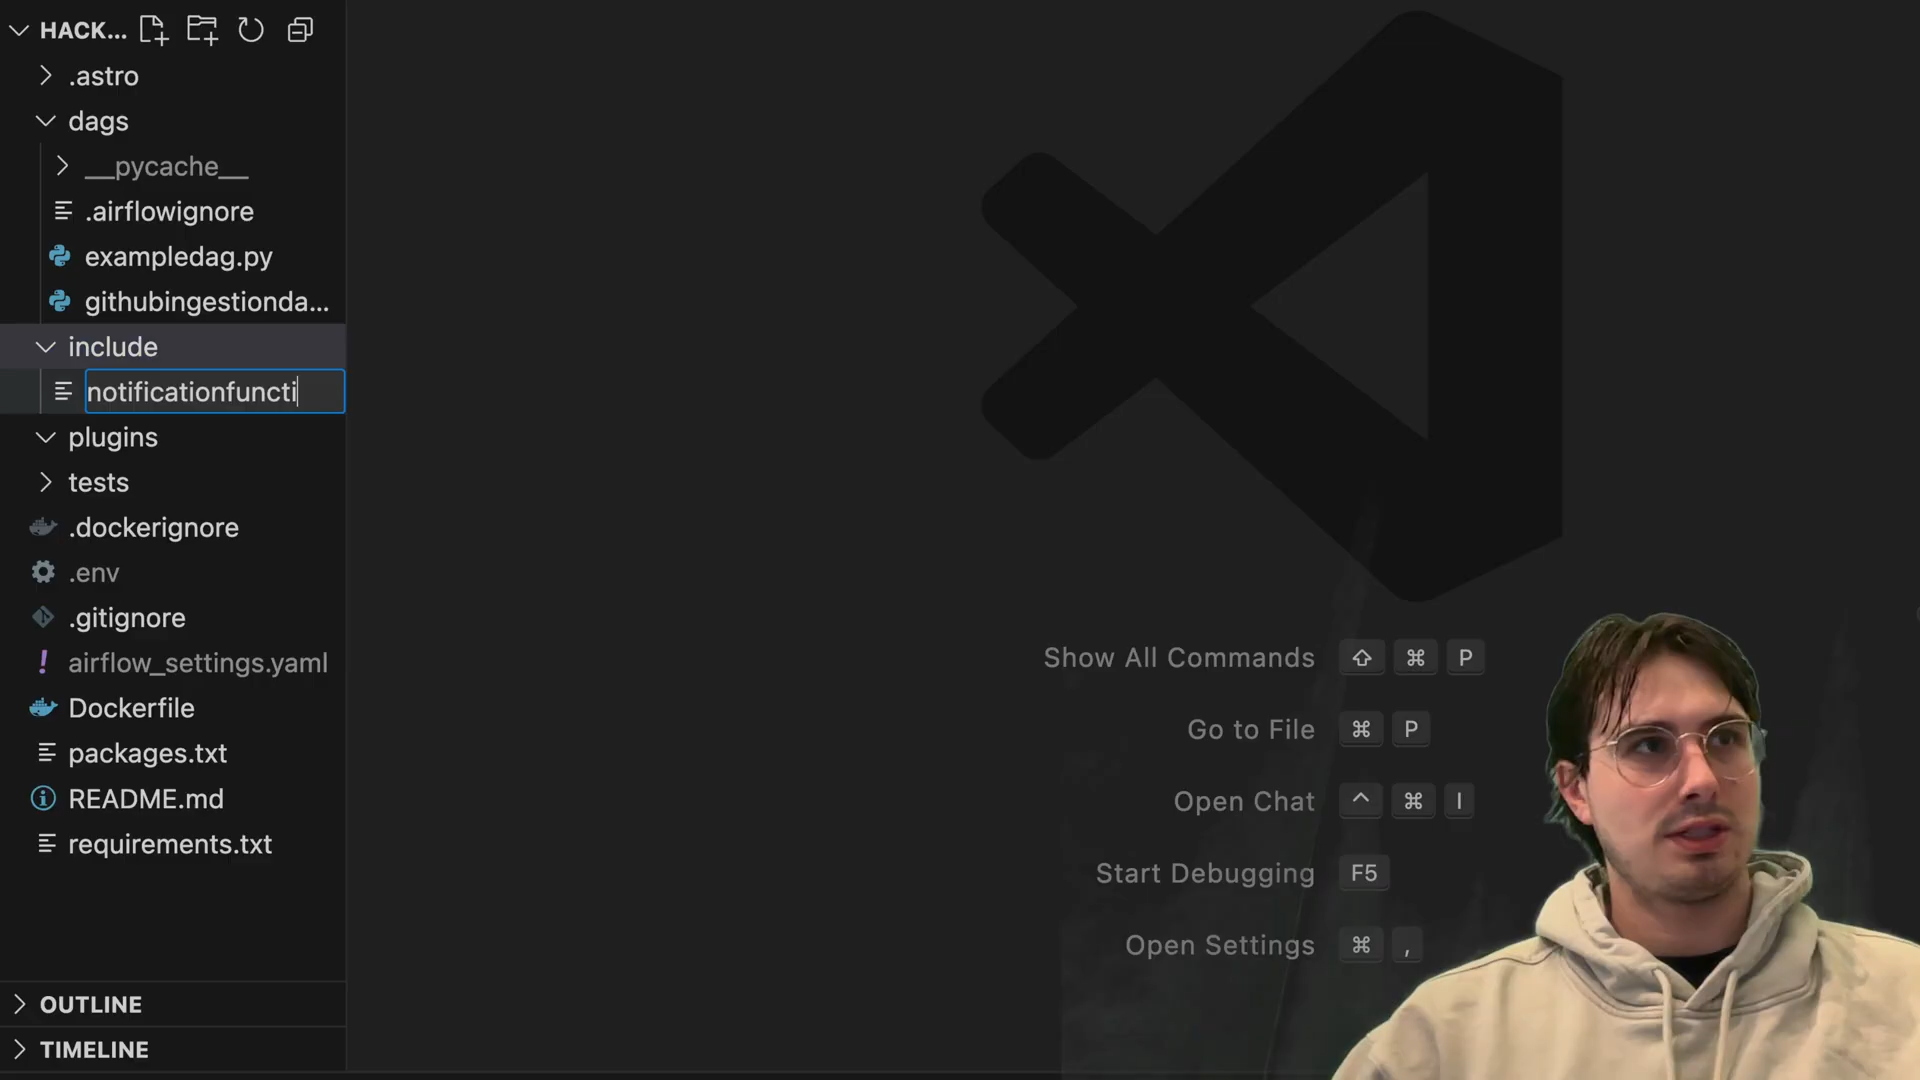 HACK...
.astro
dags
__pycache__
.airflowignore
exampledag.py
githubingestionda...
include
notificationfuncti
plugins
tests
.dockerignore
.env
.gitignore
! airflow_settings.yaml
Dockerfile
packages.txt
README.md
requirements.txt
OUTLINE
TIMELINE
Show All Commands ⇧ ⌘ P
Go to File ⌘ P
Open Chat ^ ⌘ I
Start Debugging F5
Open Settings ⌘ ,